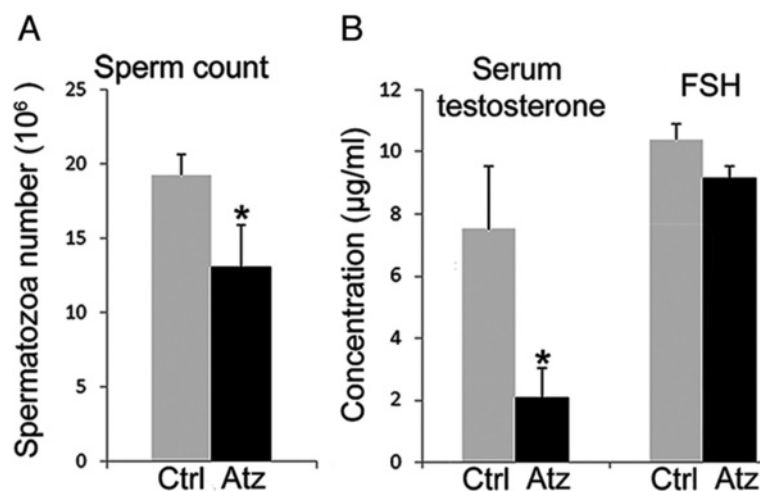 A
Sperm count
Spermatozoa number (10⁶)
25
20
15
10
5
0
*
Ctrl Atz
B
Serum
testosterone
FSH
Concentration (µg/ml)
12
10
8
6
4
2
0
*
Ctrl Atz
Ctrl Atz